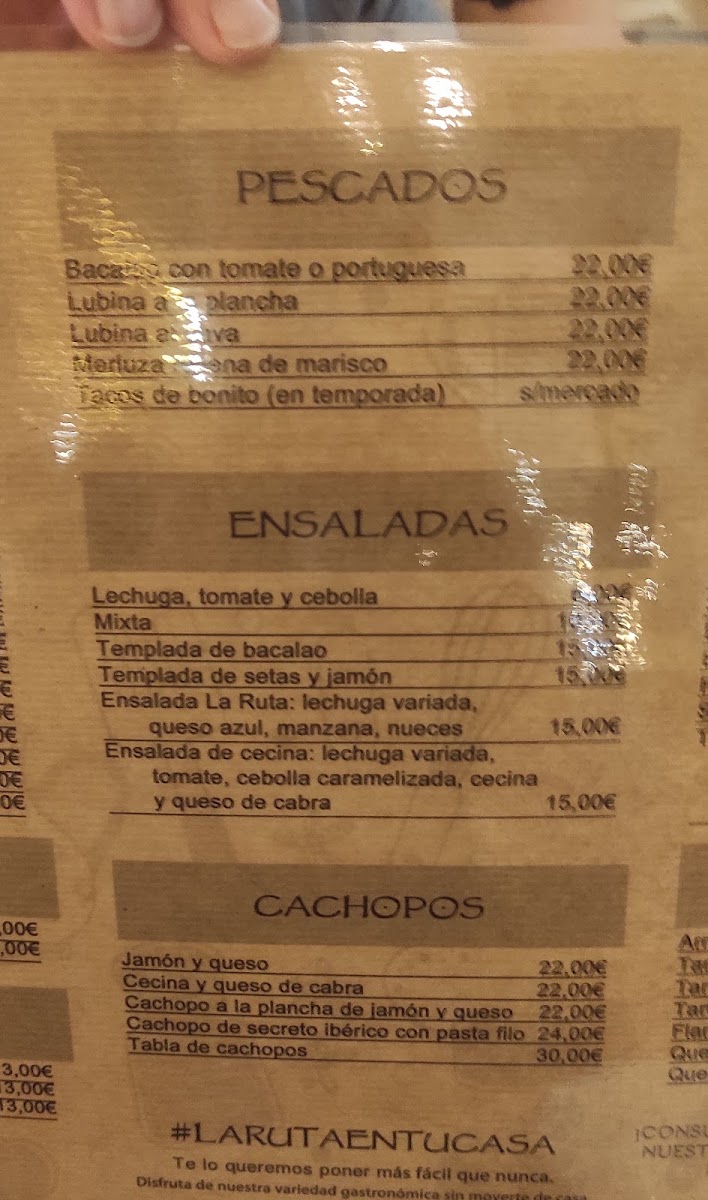 PESCADOS
con tomate o portuguesa 22,00€
Lubina a plancha 22,00€
Lubina 22,00€
Merluza de marisco 22,00€
Tacos de bonito (en temporada) s/mercado
ENSALADAS
Lechuga, tomate y cebolla
Mixta
Templada de bacalao
Templada de setas y jamón 15,00€
Ensalada La Ruta: lechuga variada,
queso azul, manzana, nueces 15,00€
Ensalada de cecina: lechuga variada,
tomate, cebolla caramelizada, cecina
y queso de cabra 15,00€
CACHOPOS
Jamón y queso 22,00€
Cecina y queso de cabra 22,00€
Cachopo a la plancha de jamón y queso 22,00€
Cachopo de secreto ibérico con pasta filo 24,00€
Tabla de cachopos 30,00€
3,00€
13,00€
13,00€
#LARUTAENTUCASA
Te lo queremos poner más fácil que nunca.
Disfruta de nuestra variedad gastronómica sin moverte de casa